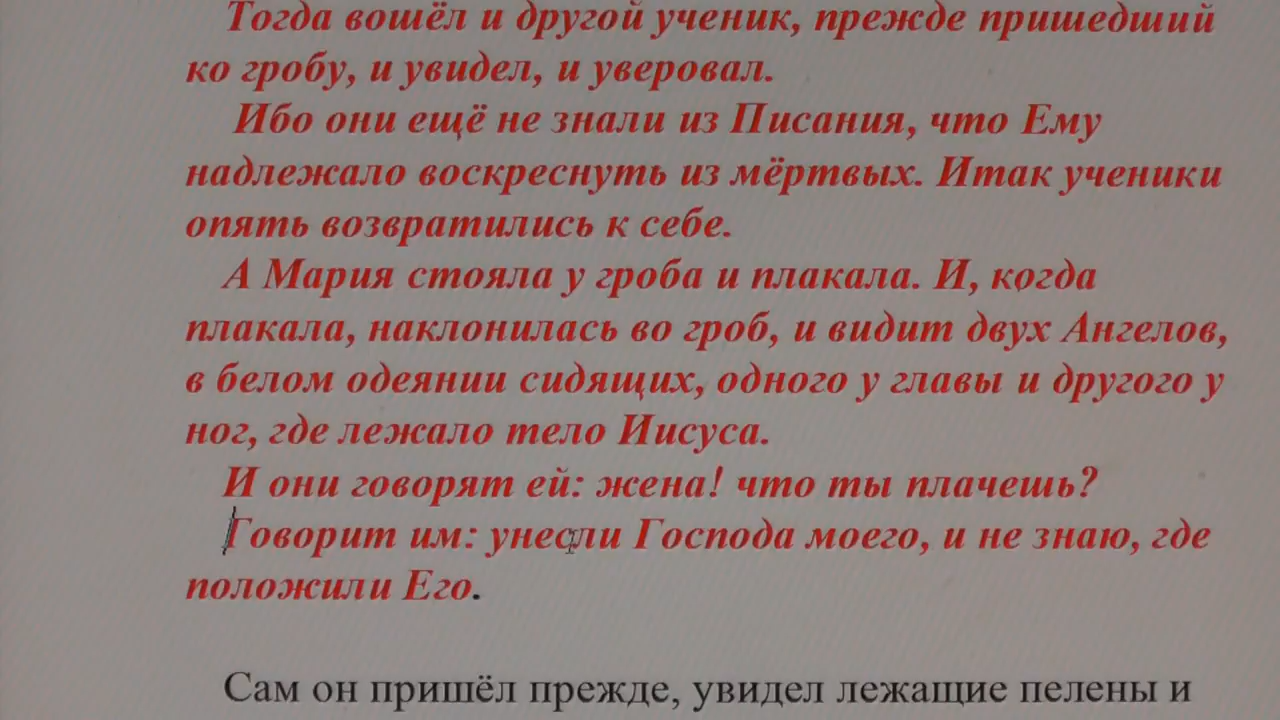 Тогда вошёл и другой ученик, прежде пришедший
ко гробу, и увидел, и уверовал.
Ибо они ещё не знали из Писания, что Ему
надлежало воскреснуть из мёртвых. Итак ученики
опять возвратились к себе.
А Мария стояла у гроба и плакала. И, когда
плакала, наклонилась во гроб, и видит двух Ангелов,
в белом одеянии сидящих, одного у главы и другого у
ног, где лежало тело Иисуса.
И они говорят ей: жена! что ты плачешь?
Говорит им: унесли Господа моего, и не знаю, где
положили Его.
Сам он пришёл прежде, увидел лежащие пелены и